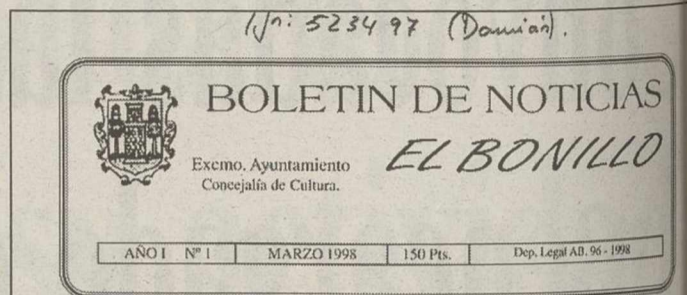 523497 (Damián).
BOLETIN DE NOTICIAS
EL BONILLO
Excmo. Ayuntamiento
Concejalía de Cultura.
AÑO I Nº 1 MARZO 1998 150 Pts. Dep. Legal AB. 96 - 1998